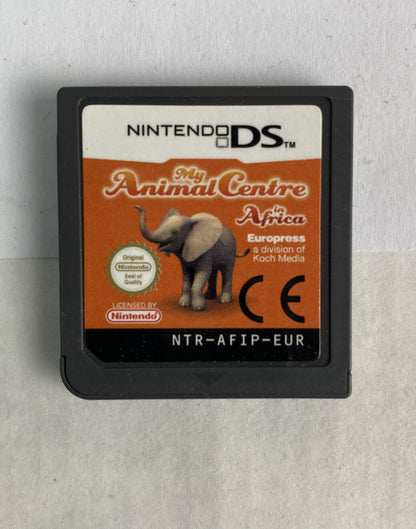 NINTENDO DS™
My
Animal Centre
in
Africa
Europress
a division of
Koch Media
Original
Nintendo
Seal of
Quality
LICENSED BY
Nintendo
CE
NTR-AFIP-EUR